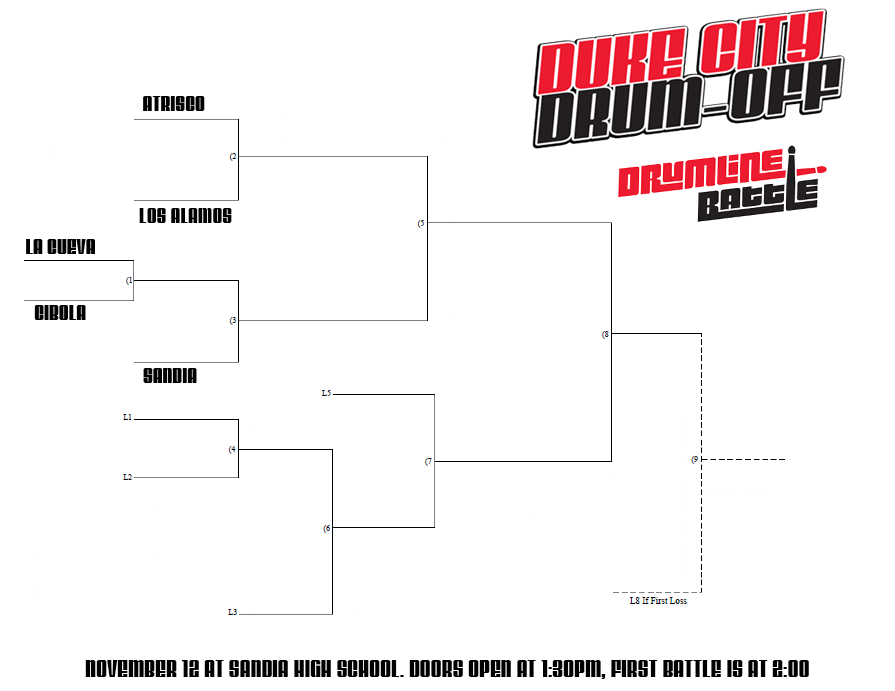 DUKE CITY
DRUM-OFF
DRUMLINE
BATTLE
ATRISCO
(2
LOS ALAMOS
(5
LA CUEVA
(1
CIBOLA
(3
SANDIA
(8
L5
L1
(4
L2
(7
(9
(6
L3
L8 If First Loss
NOVEMBER 12 AT SANDIA HIGH SCHOOL. DOORS OPEN AT 1:30PM, FIRST BATTLE IS AT 2:00